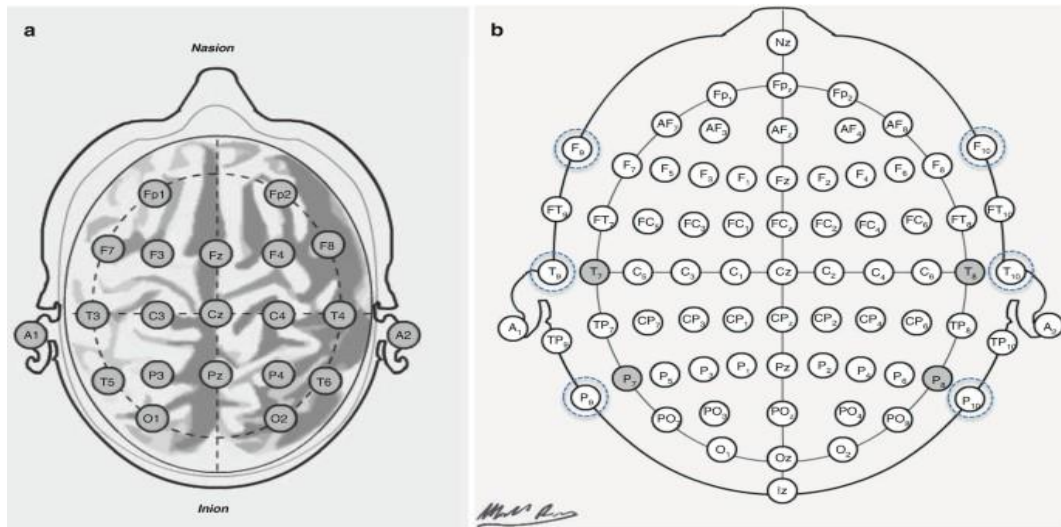 a
Nasion
Fp1 Fp2
F7 F3 Fz F4 F8
A1 T3 C3 Cz C4 T4 A2
T5 P3 Pz P4 T6
O1 O2
Inion
b
Nz
Fp1 Fpz Fp2
AF7 AF3 AFz AF4 AF8
F9 F7 F5 F3 F1 Fz F2 F4 F6 F8 F10
FT9 FT7 FC5 FC3 FC1 FCz FC2 FC4 FC6 FT8 FT10
T9 T7 C5 C3 C1 Cz C2 C4 C6 T8 T10
A1 TP9 TP7 CP3 CP1 CPz CP2 CP4 CP6 TP8 TP10 A2
P9 P7 P5 P3 P1 Pz P2 P4 P6 P8 P10
PO7 PO3 POz PO4 PO8
O1 Oz O2
Iz